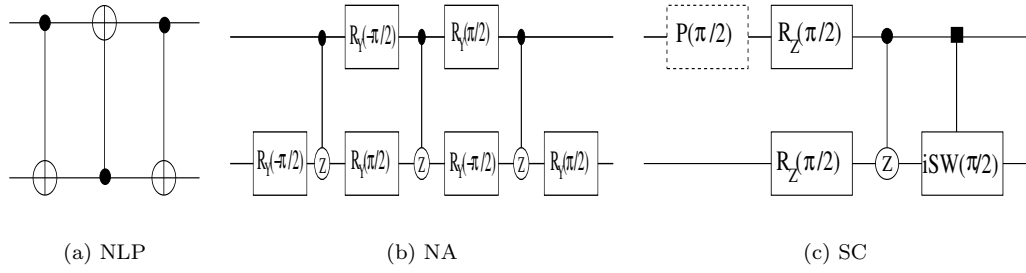 R_Y(-π/2) R_Y(π/2) P(π/2) R_Z(π/2)
Z Z Z Z
R_Y(-π/2) R_Y(π/2) R_Y(-π/2) R_Y(π/2) R_Z(π/2) iSW(π/2)
(a) NLP (b) NA (c) SC